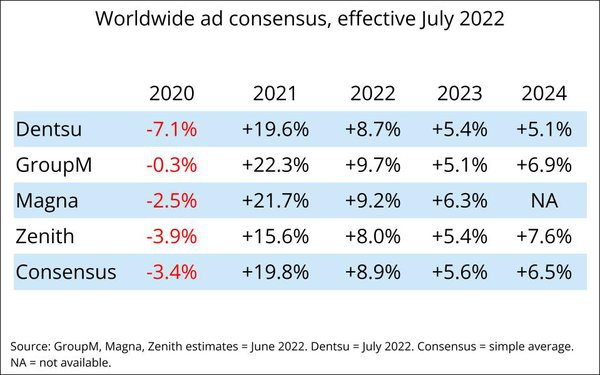 Worldwide ad consensus, effective July 2022
2020 2021 2022 2023 2024
Dentsu -7.1% +19.6% +8.7% +5.4% +5.1%
GroupM -0.3% +22.3% +9.7% +5.1% +6.9%
Magna -2.5% +21.7% +9.2% +6.3% NA
Zenith -3.9% +15.6% +8.0% +5.4% +7.6%
Consensus -3.4% +19.8% +8.9% +5.6% +6.5%
Source: GroupM, Magna, Zenith estimates = June 2022. Dentsu = July 2022. Consensus = simple average.
NA = not available.